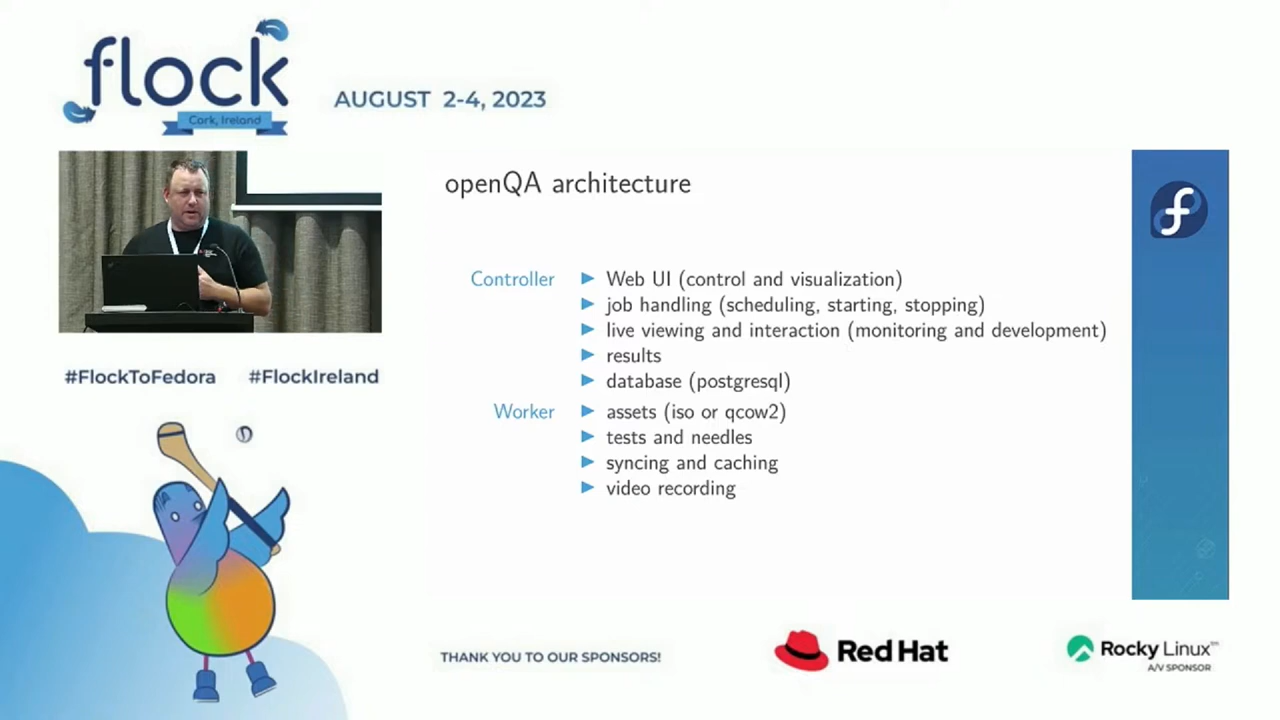 flock
Cork, Ireland
AUGUST 2-4, 2023
openQA architecture
Controller
Web UI (control and visualization)
job handling (scheduling, starting, stopping)
live viewing and interaction (monitoring and development)
results
database (postgresql)
Worker
assets (iso or qcow2)
tests and needles
syncing and caching
video recording
#FlockToFedora #FlockIreland
THANK YOU TO OUR SPONSORS!
Red Hat
Rocky Linux™
A/V SPONSOR